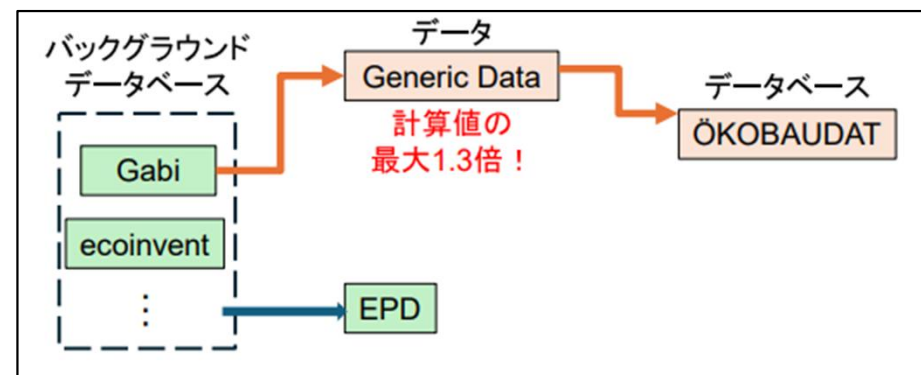 バックグラウンド
データベース
Gabi
ecoinvent
⋮
データ
Generic Data
計算値の
最大1.3倍！
EPD
データベース
ÖKOBAUDAT